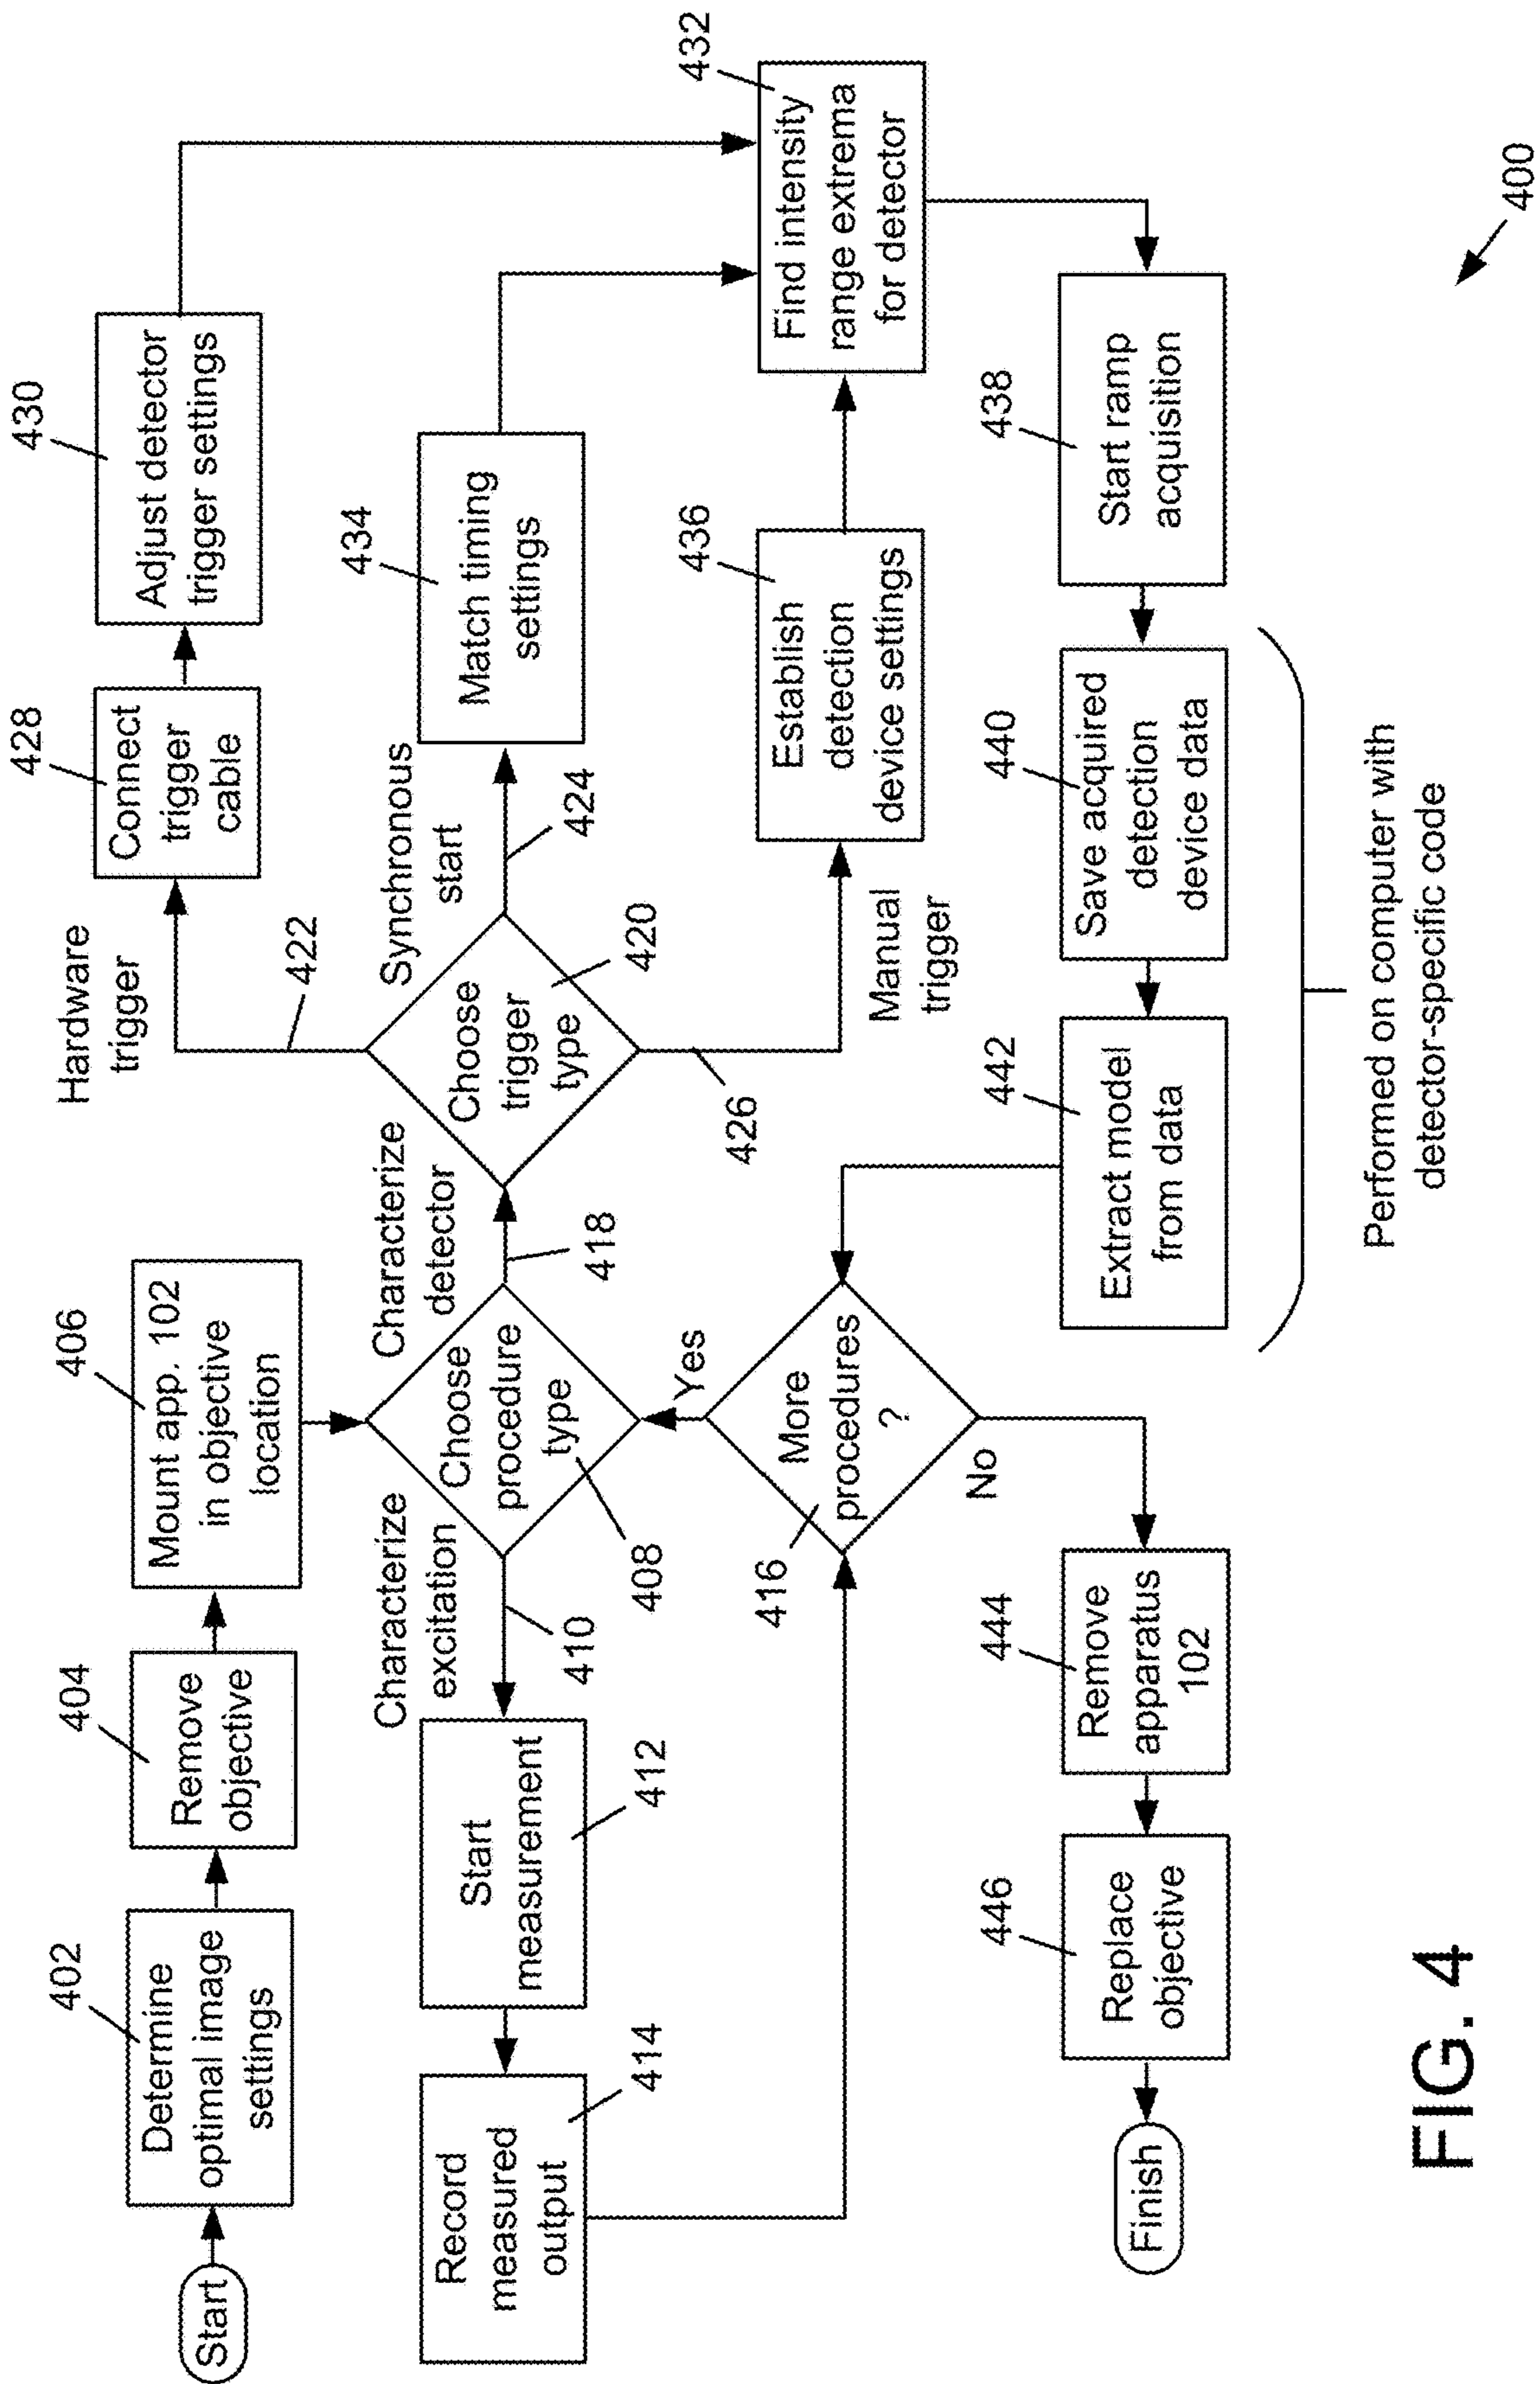 Start
402
Determine
optimal image
settings
404
Remove
objective
406
Mount app. 102
in objective
location
Characterize
excitation
410
Choose
procedure
type
408
Characterize
detector
418
Start
measurement
412
Record
measured
output
414
Choose
trigger
type
420
Hardware
trigger
422
428
Connect
trigger
cable
430
Adjust detector
trigger settings
Synchronous
start
424
434
Match timing
settings
Manual
trigger
426
436
Establish
detection
device settings
432
Find intensity
range extrema
for detector
438
Start ramp
acquisition
440
Save acquired
detection
device data
442
Extract model
from data
Performed on computer with
detector-specific code
More
procedures
?
416
Yes
No
444
Remove
apparatus
102
446
Replace
objective
Finish
400
FIG. 4